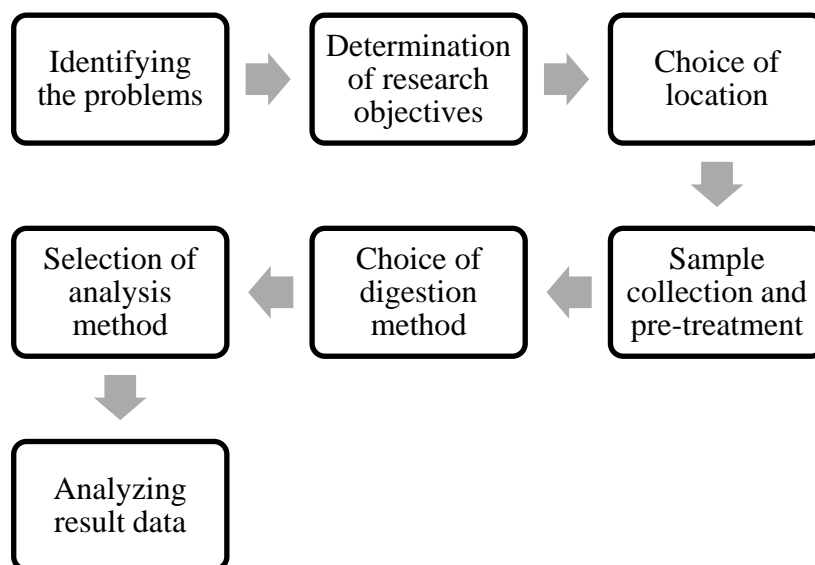 Identifying
the problems
Determination
of research
objectives
Choice of
location
Sample
collection and
pre-treatment
Choice of
digestion
method
Selection of
analysis
method
Analyzing
result data